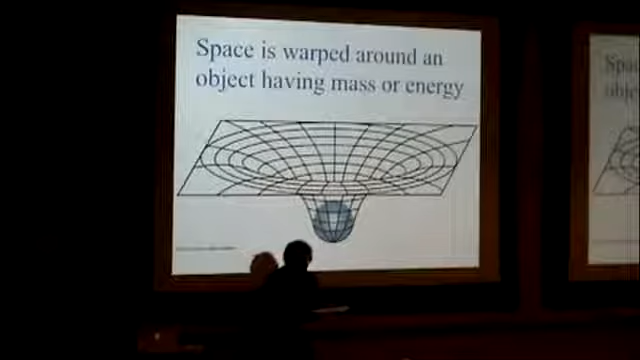 Space is warped around an
object having mass or energy